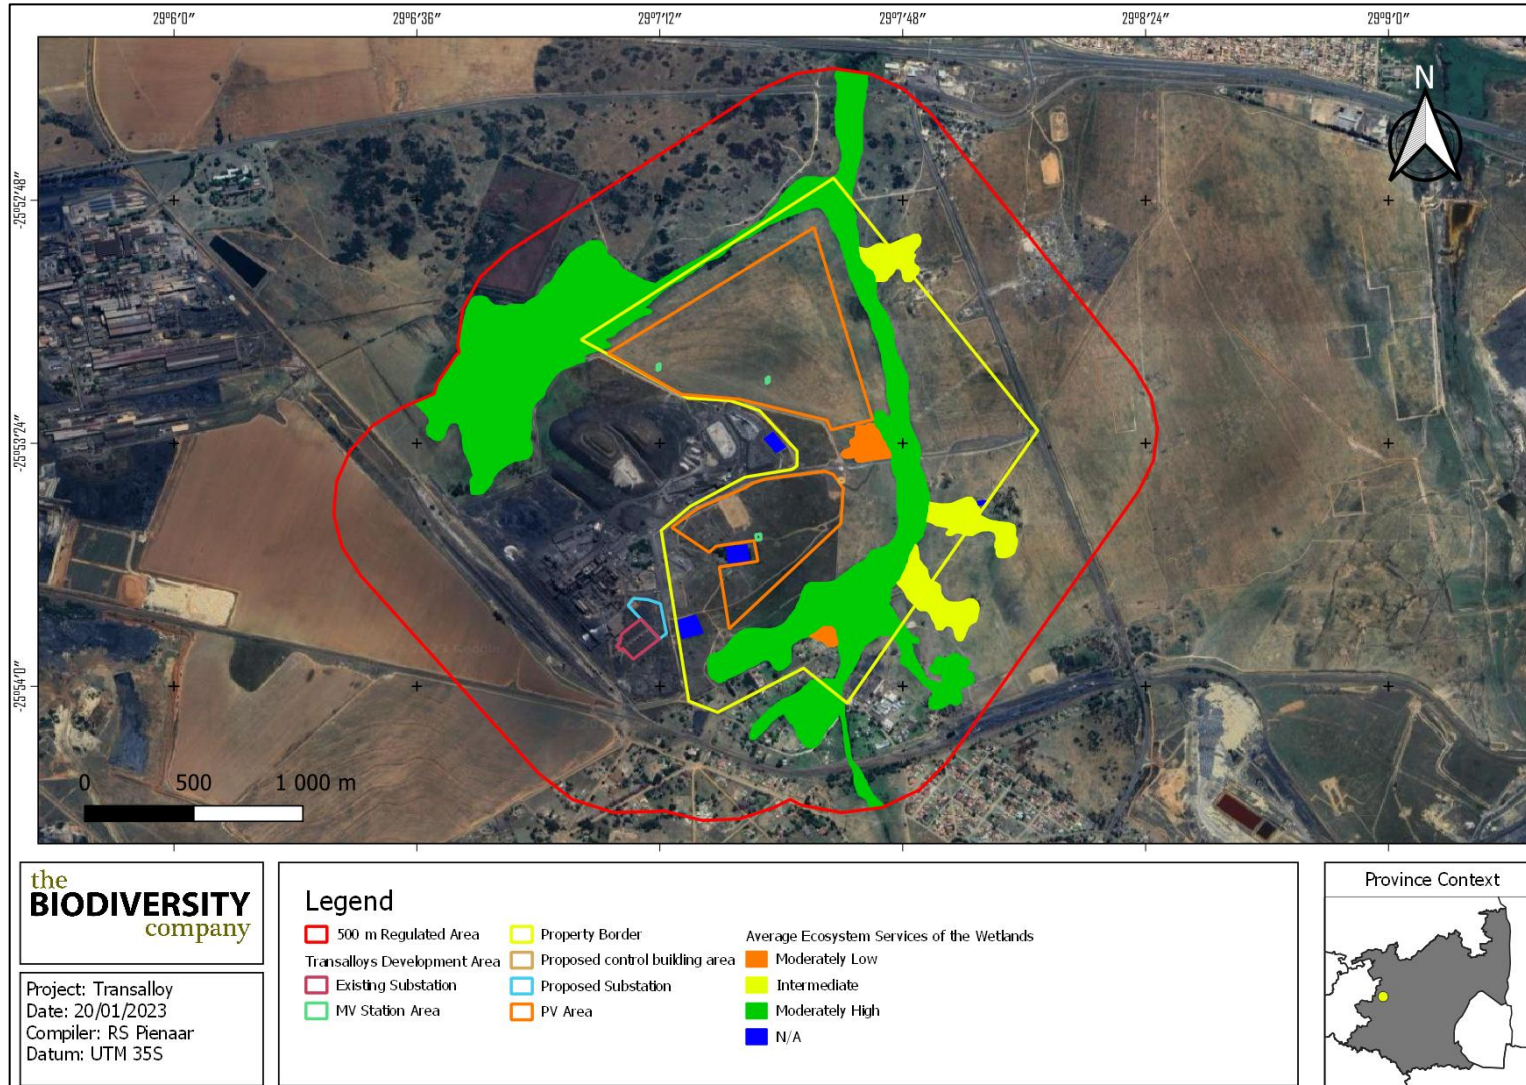 29°6′0″ 29°6′36″ 29°7′12″ 29°7′48″ 29°8′24″ 29°9′0″
-25°52′48″
-25°53′24″
-25°54′0″
N
0 500 1 000 m
the
BIODIVERSITY
company
Project: Transalloy
Date: 20/01/2023
Compiler: RS Pienaar
Datum: UTM 35S
Legend
500 m Regulated Area
Transalloys Development Area
Existing Substation
MV Station Area
Property Border
Proposed control building area
Proposed Substation
PV Area
Average Ecosystem Services of the Wetlands
Moderately Low
Intermediate
Moderately High
N/A
Province Context